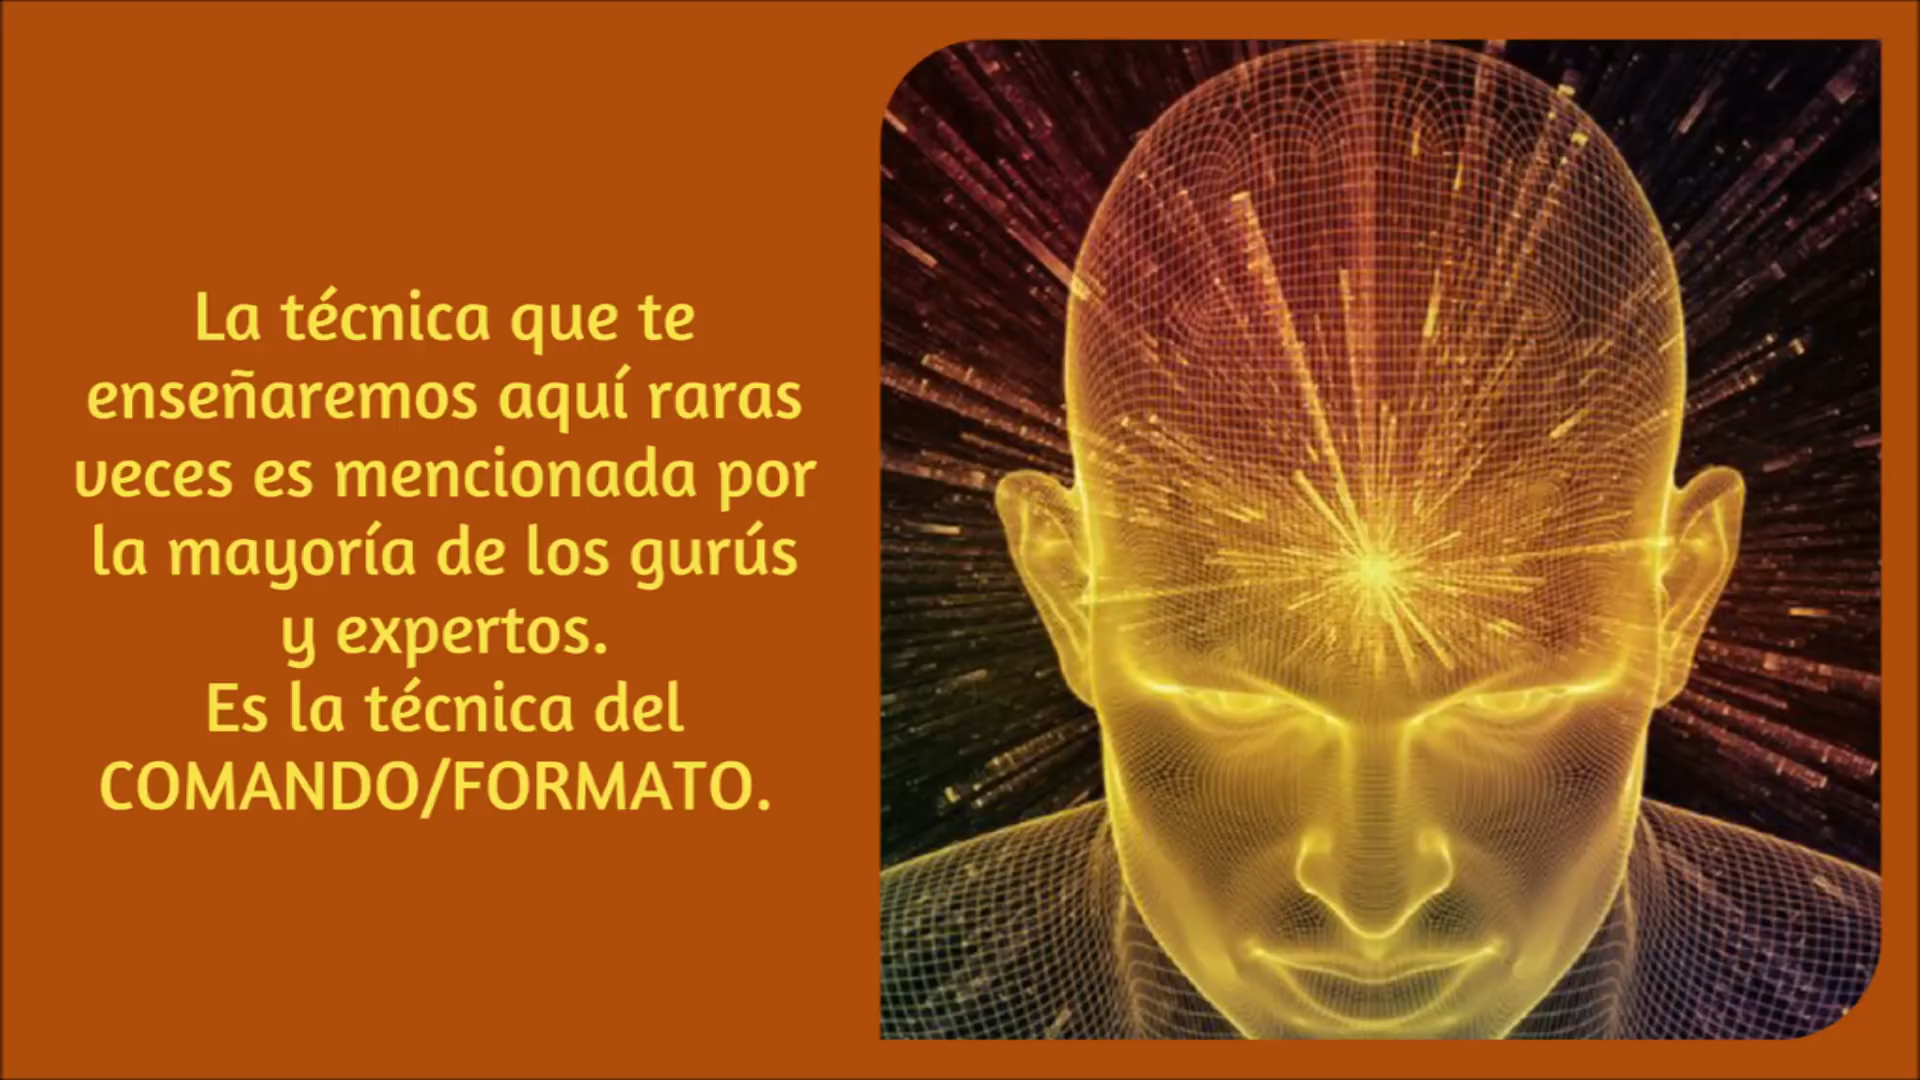 La técnica que te
enseñaremos aquí raras
veces es mencionada por
la mayoría de los gurús
y expertos.
Es la técnica del
COMANDO/FORMATO.